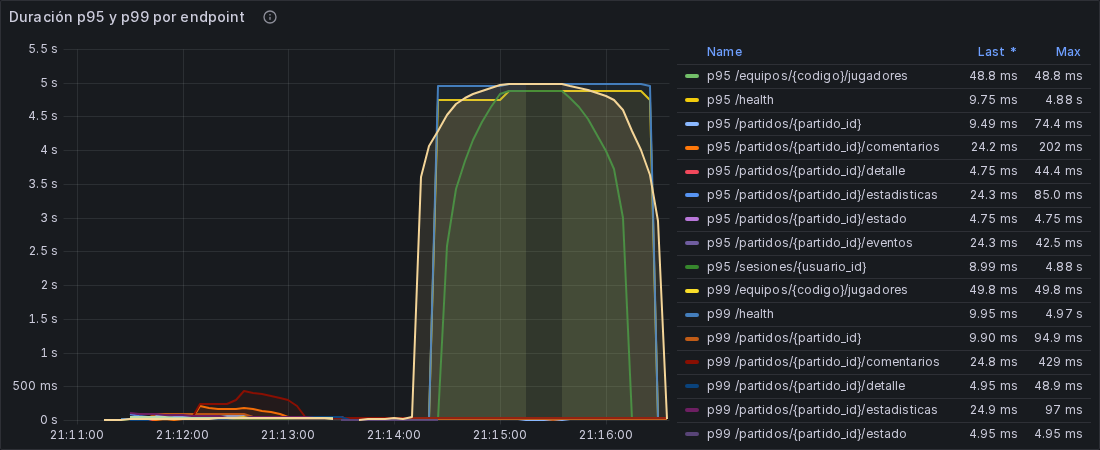 Duración p95 y p99 por endpoint
Name Last * Max
5.5 s
5 s
4.5 s
4 s
3.5 s
3 s
2.5 s
2 s
1.5 s
1 s
500 ms
0 s
21:11:00 21:12:00 21:13:00 21:14:00 21:15:00 21:16:00
p95 /equipos/{codigo}/jugadores 48.8 ms 48.8 ms
p95 /health 9.75 ms 4.88 s
p95 /partidos/{partido_id} 9.49 ms 74.4 ms
p95 /partidos/{partido_id}/comentarios 24.2 ms 202 ms
p95 /partidos/{partido_id}/detalle 4.75 ms 44.4 ms
p95 /partidos/{partido_id}/estadisticas 24.3 ms 85.0 ms
p95 /partidos/{partido_id}/estado 4.75 ms 4.75 ms
p95 /partidos/{partido_id}/eventos 24.3 ms 42.5 ms
p95 /sesiones/{usuario_id} 8.99 ms 4.88 s
p99 /equipos/{codigo}/jugadores 49.8 ms 49.8 ms
p99 /health 9.95 ms 4.97 s
p99 /partidos/{partido_id} 9.90 ms 94.9 ms
p99 /partidos/{partido_id}/comentarios 24.8 ms 429 ms
p99 /partidos/{partido_id}/detalle 4.95 ms 48.9 ms
p99 /partidos/{partido_id}/estadisticas 24.9 ms 97 ms
p99 /partidos/{partido_id}/estado 4.95 ms 4.95 ms